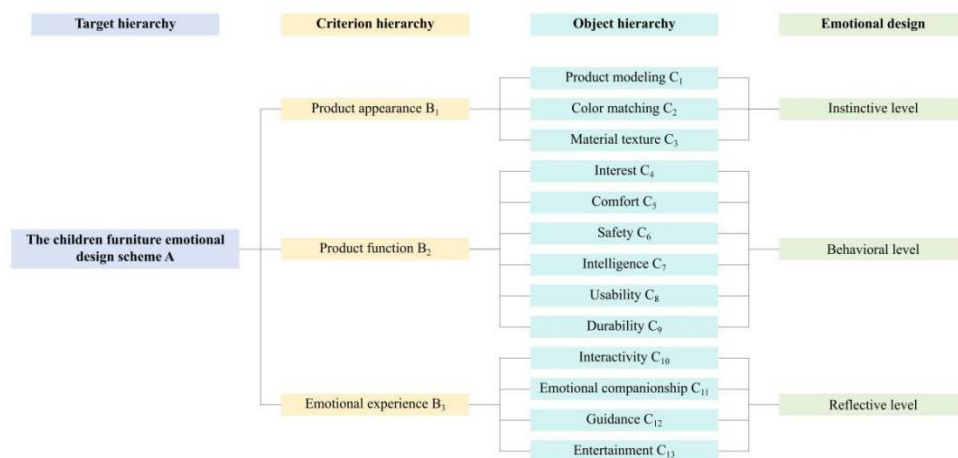 Target hierarchy
Criterion hierarchy
Object hierarchy
Emotional design
Product modeling C₁
Product appearance B₁
Color matching C₂
Instinctive level
Material texture C₃
Interest C₄
Comfort C₅
Safety C₆
The children furniture emotional
design scheme A
Product function B₂
Behavioral level
Intelligence C₇
Usability C₈
Durability C₉
Interactivity C₁₀
Emotional companionship C₁₁
Emotional experience B₃
Reflective level
Guidance C₁₂
Entertainment C₁₃